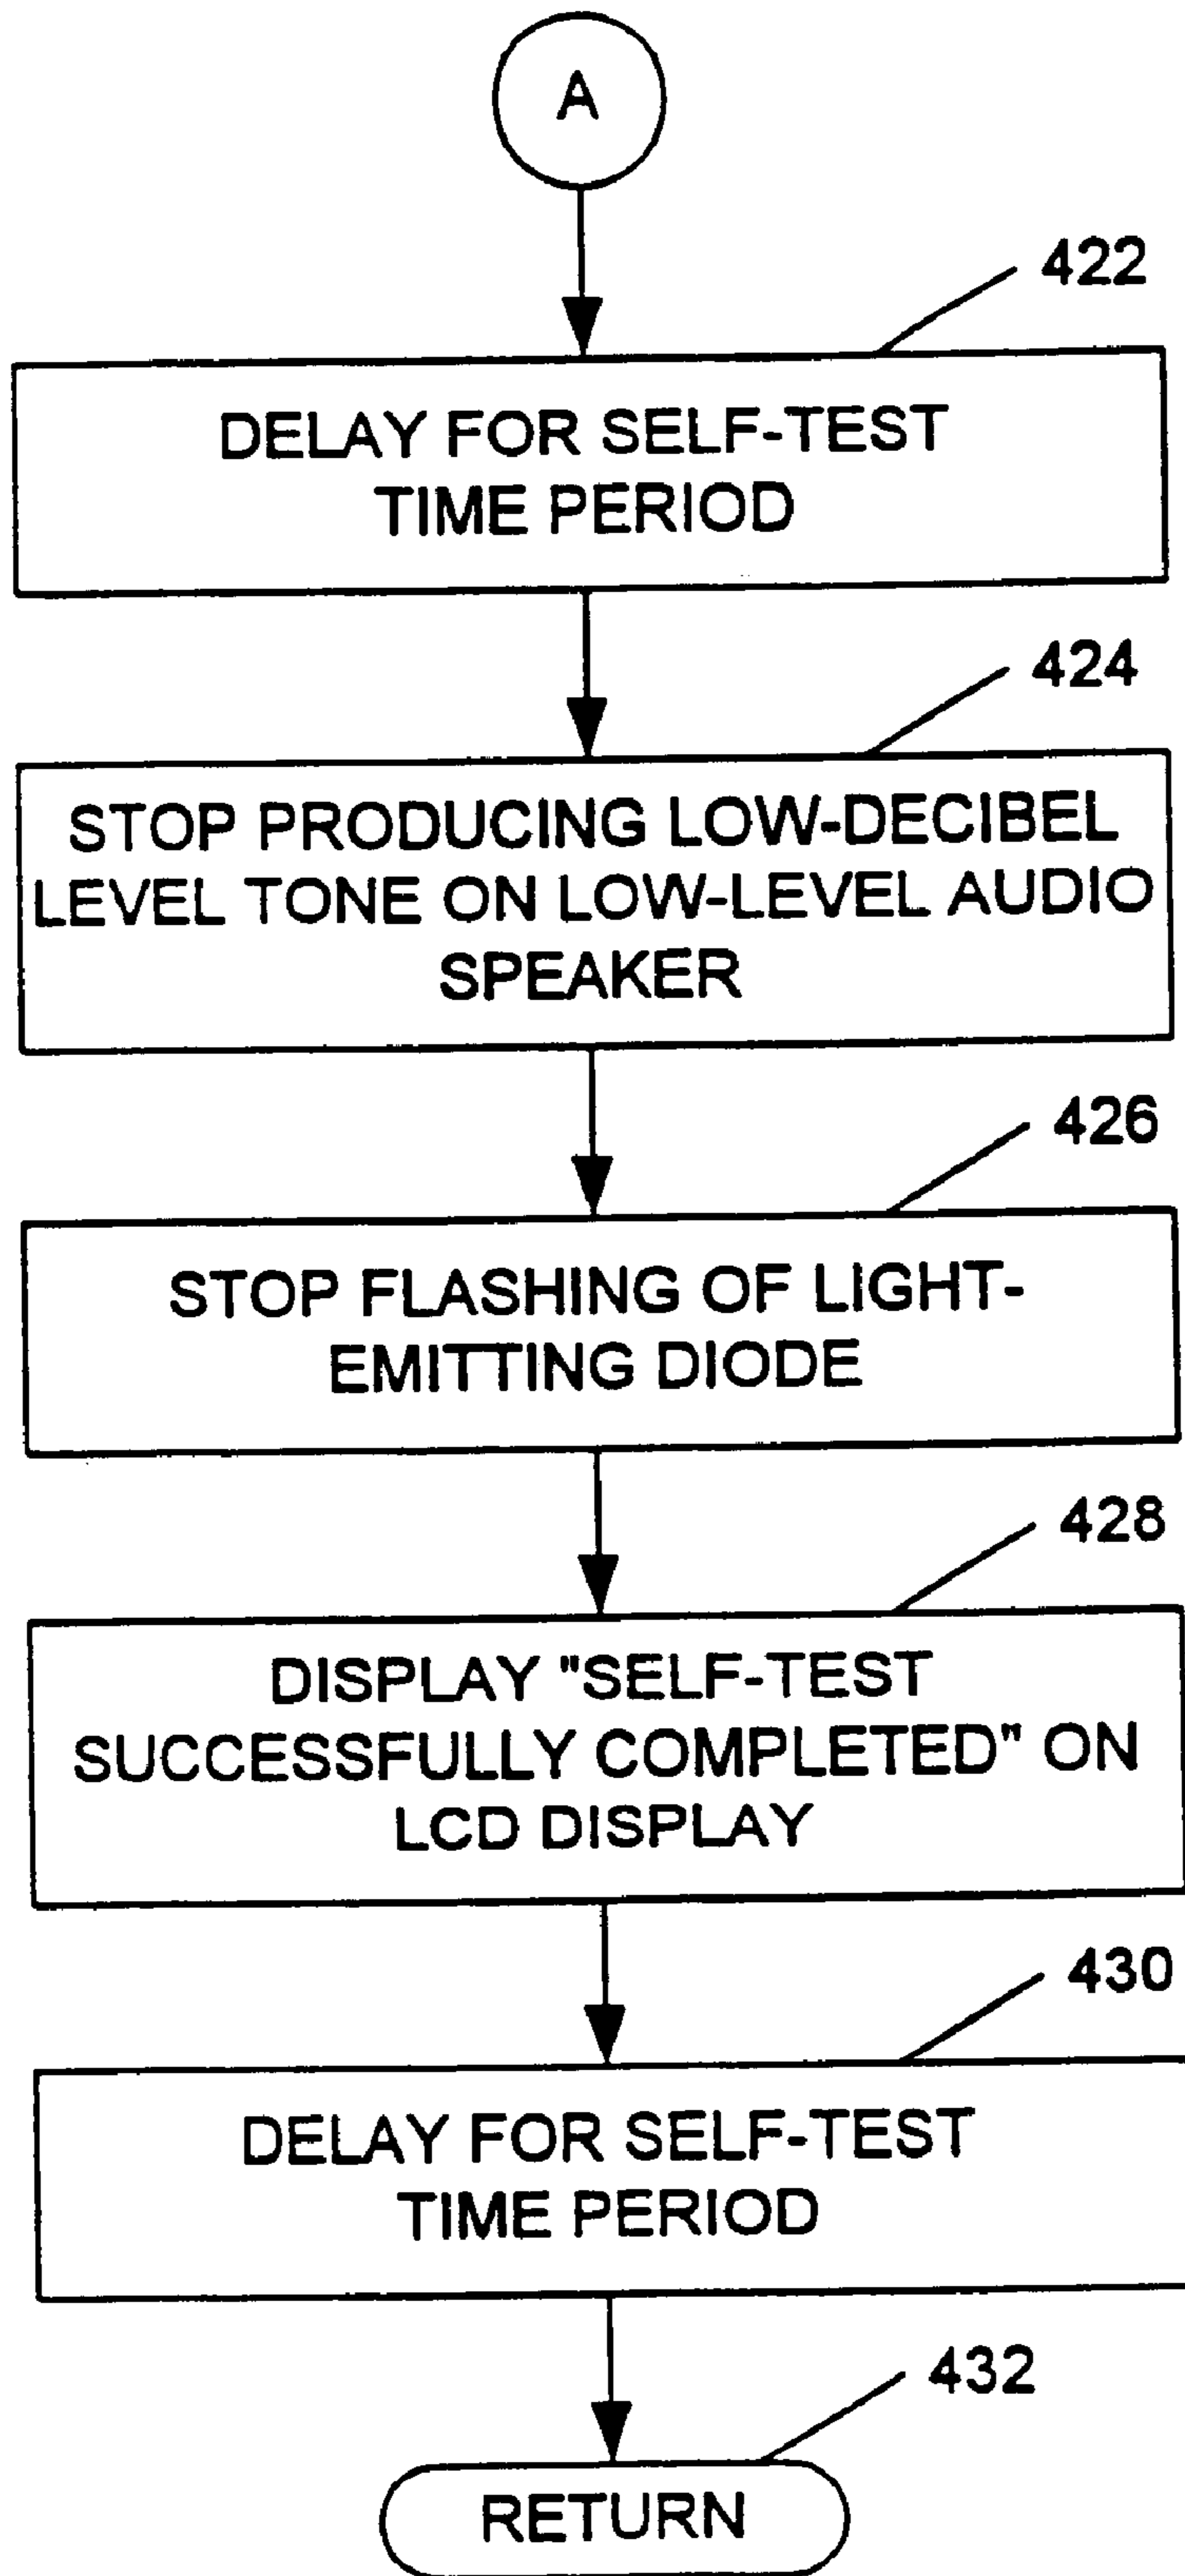 A
422
DELAY FOR SELF-TEST
TIME PERIOD
424
STOP PRODUCING LOW-DECIBEL
LEVEL TONE ON LOW-LEVEL AUDIO
SPEAKER
426
STOP FLASHING OF LIGHT-
EMITTING DIODE
428
DISPLAY "SELF-TEST
SUCCESSFULLY COMPLETED" ON
LCD DISPLAY
430
DELAY FOR SELF-TEST
TIME PERIOD
432
RETURN